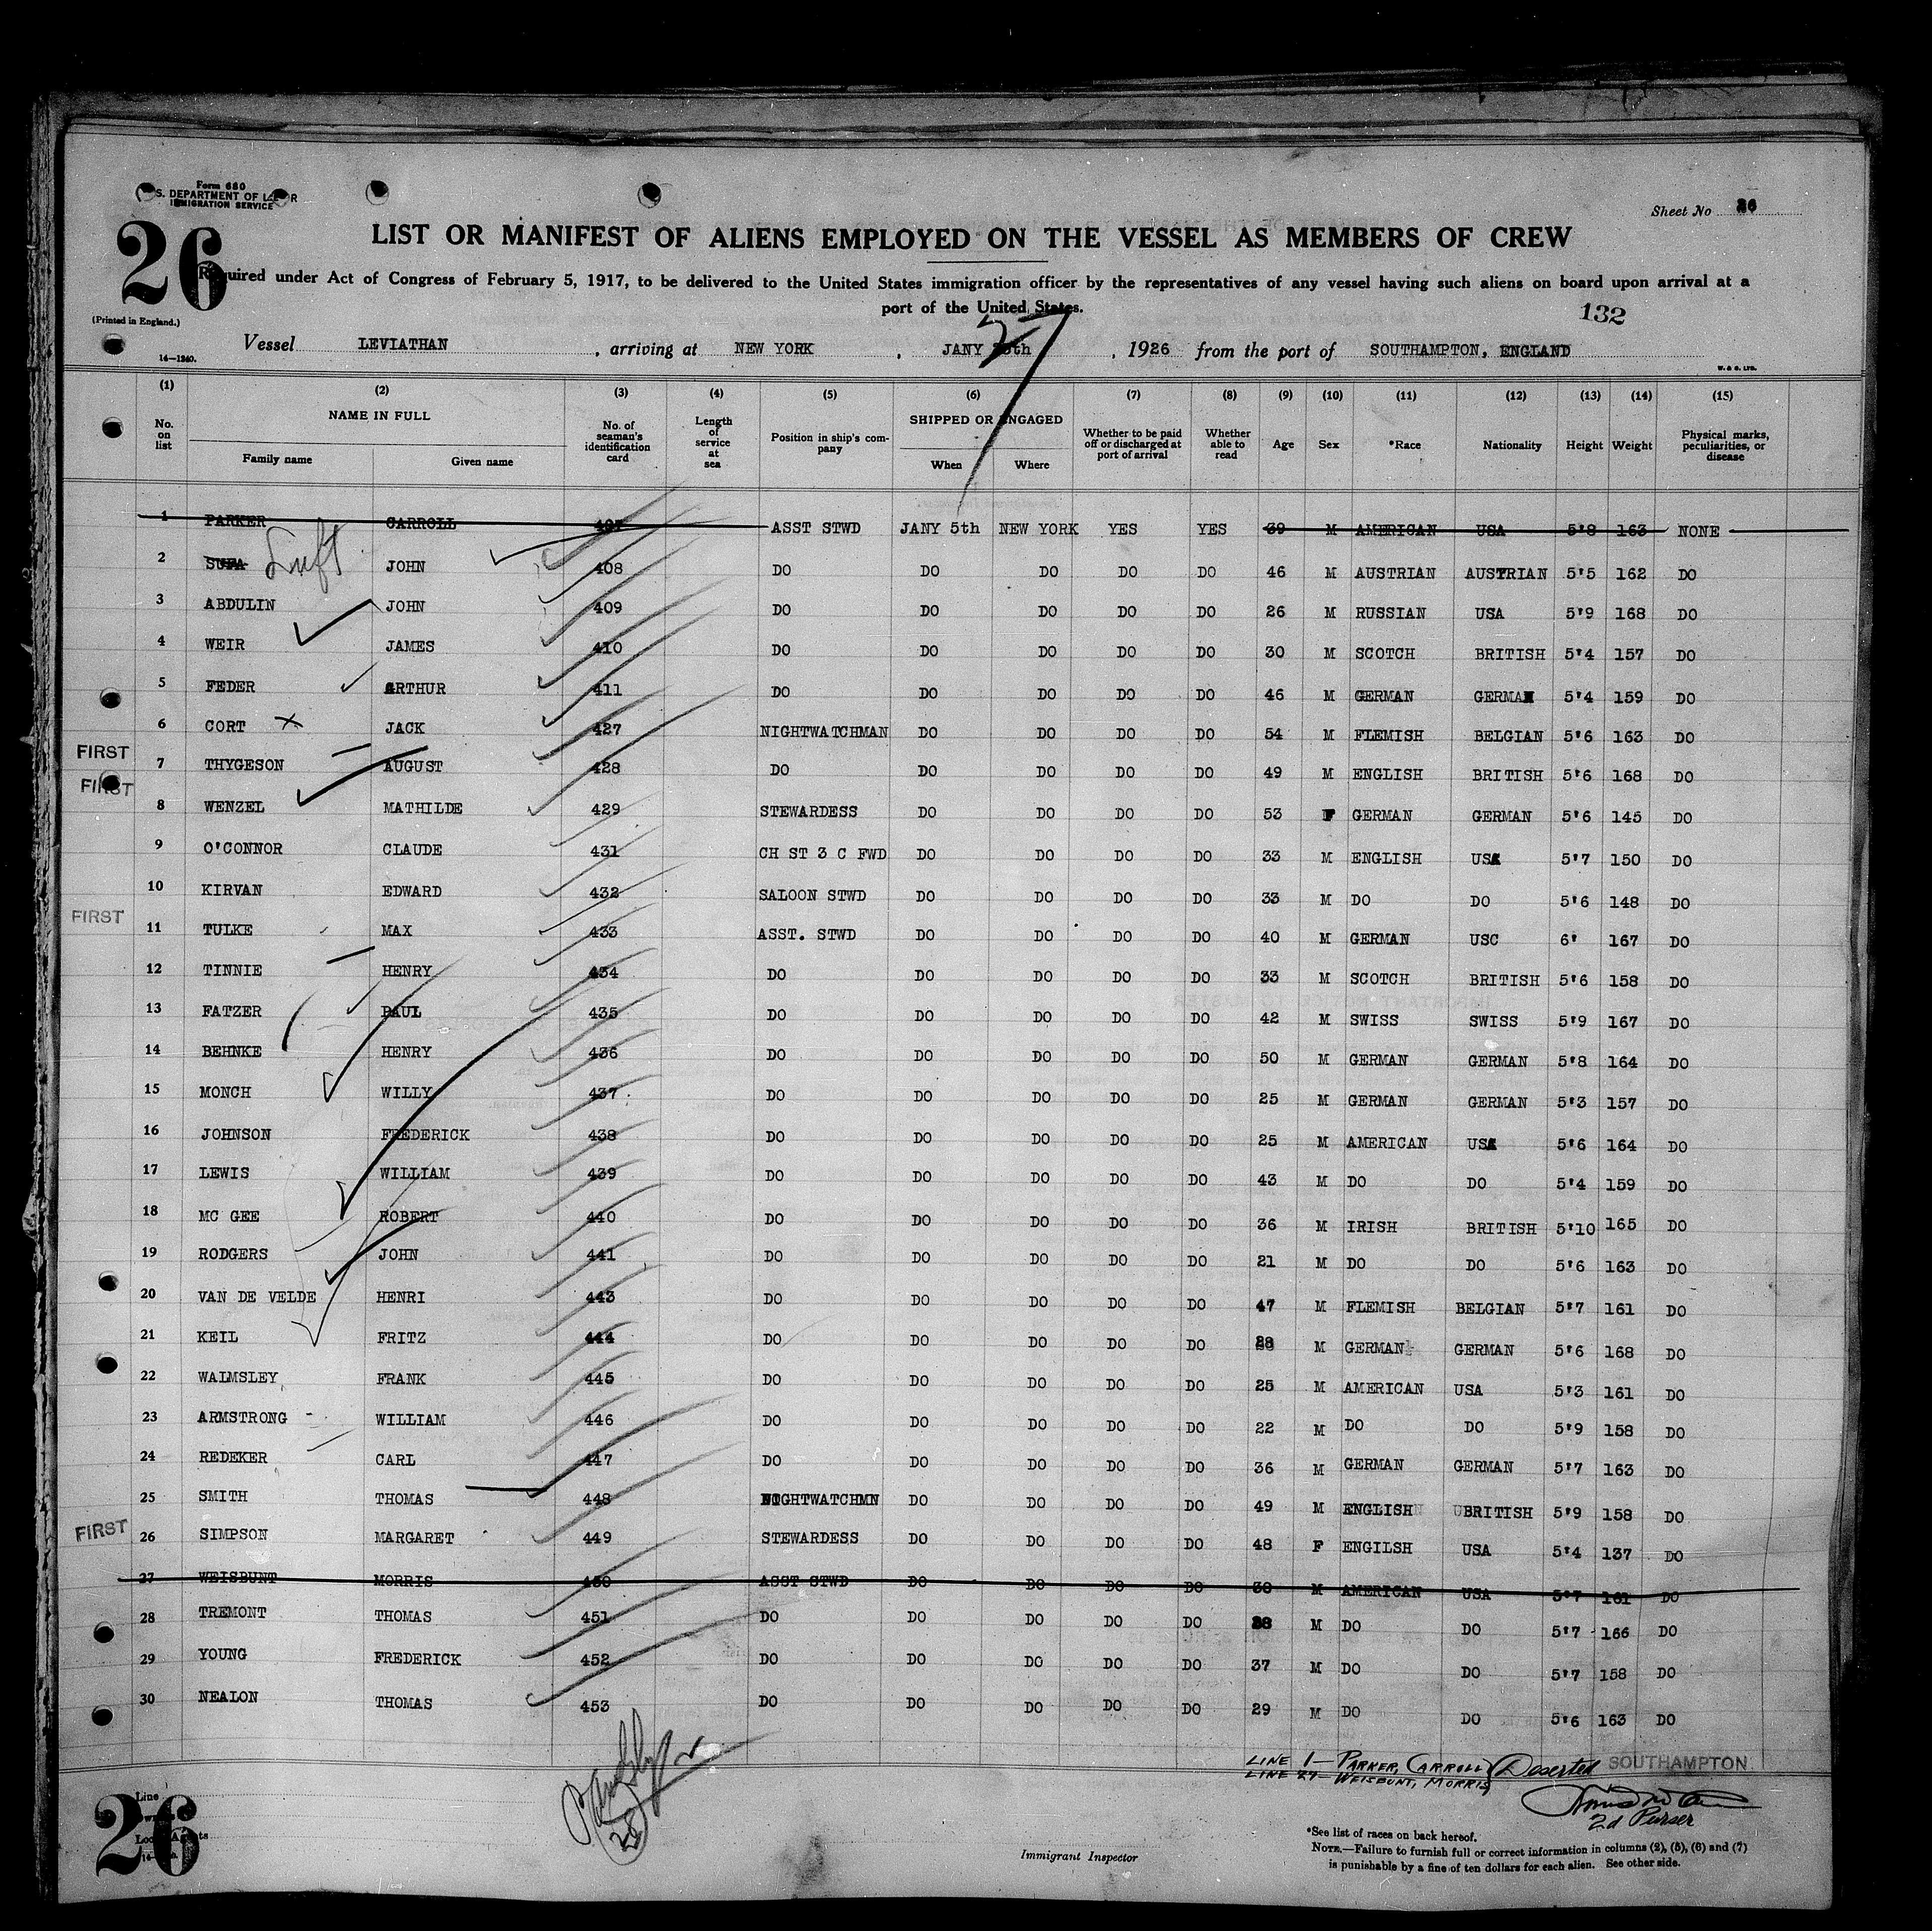 Form 680
U.S. DEPARTMENT OF LABOR
IMMIGRATION SERVICE
26
Sheet No 26
LIST OR MANIFEST OF ALIENS EMPLOYED ON THE VESSEL AS MEMBERS OF CREW
Required under Act of Congress of February 5, 1917, to be delivered to the United States immigration officer by the representatives of any vessel having such aliens on board upon arrival at a
port of the United States.
132
(Printed in England.)
14—1240.
Vessel LEVIATHAN , arriving at NEW YORK , JANY 27 , 1926 from the port of SOUTHAMPTON, ENGLAND
W. & S. LTD.
(1) (2) (3) (4) (5) (6) (7) (8) (9) (10) (11) (12) (13) (14) (15)
No. on list NAME IN FULL Family name Given name No. of seaman's identification card Length of service at sea Position in ship's company SHIPPED OR ENGAGED When Where Whether to be paid off or discharged at port of arrival Whether able to read Age Sex *Race Nationality Height Weight Physical marks, peculiarities, or disease
1 PARKER CARROLL 407 ASST STWD JANY 5th NEW YORK YES YES 39 M AMERICAN USA 5'8 163 NONE
2 SUFA Luft JOHN 408 DO DO DO DO DO 46 M AUSTRIAN AUSTRIAN 5'5 162 DO
3 ABDULIN JOHN 409 DO DO DO DO DO 26 M RUSSIAN USA 5'9 168 DO
4 WEIR JAMES 410 DO DO DO DO DO 30 M SCOTCH BRITISH 5'4 157 DO
5 FEDER ARTHUR 411 DO DO DO DO DO 46 M GERMAN GERMAN 5'4 159 DO
6 CORT X JACK 427 NIGHTWATCHMAN DO DO DO DO 54 M FLEMISH BELGIAN 5'6 163 DO
FIRST
7 THYGESON AUGUST 428 DO DO DO DO DO 49 M ENGLISH BRITISH 5'6 168 DO
FIRST
8 WENZEL MATHILDE 429 STEWARDESS DO DO DO DO 53 F GERMAN GERMAN 5'6 145 DO
9 O'CONNOR CLAUDE 431 CH ST 3 C FWD DO DO DO DO 33 M ENGLISH USA 5'7 150 DO
10 KIRVAN EDWARD 432 SALOON STWD DO DO DO DO 33 M DO DO 5'6 148 DO
FIRST
11 TULKE MAX 433 ASST. STWD DO DO DO DO 40 M GERMAN USC 6' 167 DO
12 TINNIE HENRY 434 DO DO DO DO DO 33 M SCOTCH BRITISH 5'6 158 DO
13 FATZER PAUL 435 DO DO DO DO DO 42 M SWISS SWISS 5'9 167 DO
14 BEHNKE HENRY 436 DO DO DO DO DO 50 M GERMAN GERMAN 5'8 164 DO
15 MONCH WILLY 437 DO DO DO DO DO 25 M GERMAN GERMAN 5'3 157 DO
16 JOHNSON FREDERICK 438 DO DO DO DO DO 25 M AMERICAN USA 5'6 164 DO
17 LEWIS WILLIAM 439 DO DO DO DO DO 43 M DO DO 5'4 159 DO
18 MC GEE ROBERT 440 DO DO DO DO DO 36 M IRISH BRITISH 5'10 165 DO
19 RODGERS JOHN 441 DO DO DO DO DO 21 M DO DO 5'6 163 DO
20 VAN DE VELDE HENRI 443 DO DO DO DO DO 47 M FLEMISH BELGIAN 5'7 161 DO
21 KEIL FRITZ 444 DO DO DO DO DO M GERMAN GERMAN 5'6 168 DO
22 WALMSLEY FRANK 445 DO DO DO DO DO 25 M AMERICAN USA 5'3 161 DO
23 ARMSTRONG WILLIAM 446 DO DO DO DO DO 22 M DO DO 5'9 158 DO
24 REDEKER CARL 447 DO DO DO DO DO 36 M GERMAN GERMAN 5'7 163 DO
25 SMITH THOMAS 448 NIGHTWATCHMN DO DO DO DO 49 M ENGLISH BRITISH 5'9 158 DO
FIRST
26 SIMPSON MARGARET 449 STEWARDESS DO DO DO DO 48 F ENGILSH USA 5'4 137 DO
27 WEISBUNT MORRIS 450 ASST STWD DO DO DO DO 30 M AMERICAN USA 5'7 161 DO
28 TREMONT THOMAS 451 DO DO DO DO DO M DO DO 5'7 166 DO
29 YOUNG FREDERICK 452 DO DO DO DO DO 37 M DO DO 5'7 158 DO
30 NEALON THOMAS 453 DO DO DO DO DO 29 M DO DO 5'6 163 DO
LINE 1 — PARKER, CARROLL Deserted SOUTHAMPTON
LINE 27 — WEISBUNT, MORRIS
2d Purser
26
Line
28
Immigrant Inspector
*See list of races on back hereof.
NOTE.—Failure to furnish full or correct information in columns (2), (5), (6) and (7)
is punishable by a fine of ten dollars for each alien. See other side.